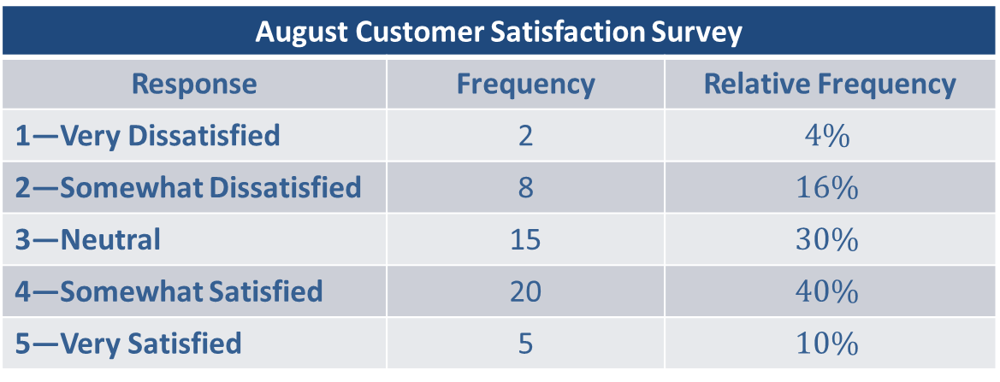 August Customer Satisfaction Survey
Response Frequency Relative Frequency
1—Very Dissatisfied 2 4%
2—Somewhat Dissatisfied 8 16%
3—Neutral 15 30%
4—Somewhat Satisfied 20 40%
5—Very Satisfied 5 10%